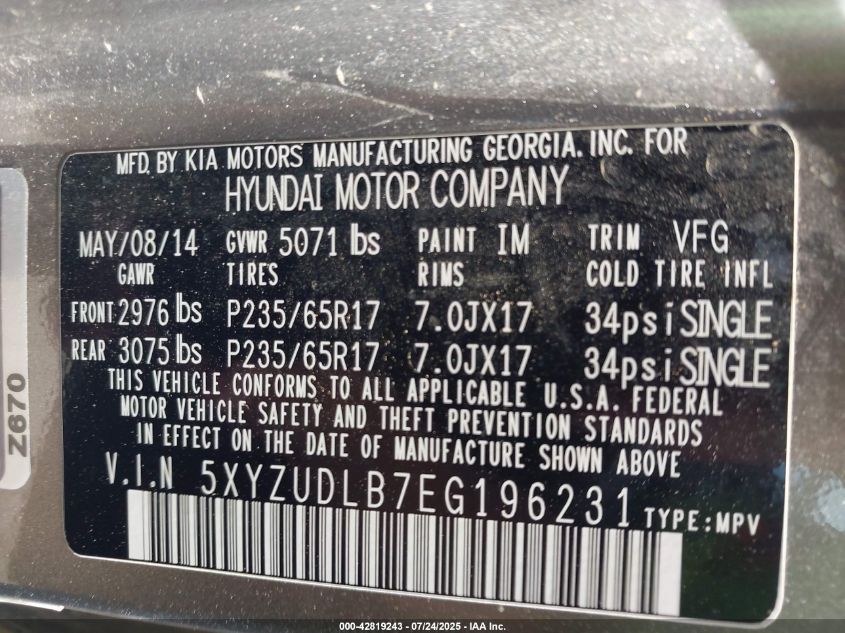 MFD. BY KIA MOTORS MANUFACTURING GEORGIA. INC. FOR
HYUNDAI MOTOR COMPANY
MAY/08/14 GVWR 5071 lbs PAINT IM TRIM VFG
GAWR TIRES RIMS COLD TIRE INFL
FRONT 2976 lbs P235/65R17 7.0JX17 34psi SINGLE
REAR 3075 lbs P235/65R17 7.0JX17 34psi SINGLE
THIS VEHICLE CONFORMS TO ALL APPLICABLE U.S.A. FEDERAL
MOTOR VEHICLE SAFETY AND THEFT PREVENTION STANDARDS
IN EFFECT ON THE DATE OF MANUFACTURE SHOWN ABOVE
V.I.N 5XYZUDLB7EG196231 TYPE:MPV
Z670
000-42819243 - 07/24/2025 - IAA Inc.